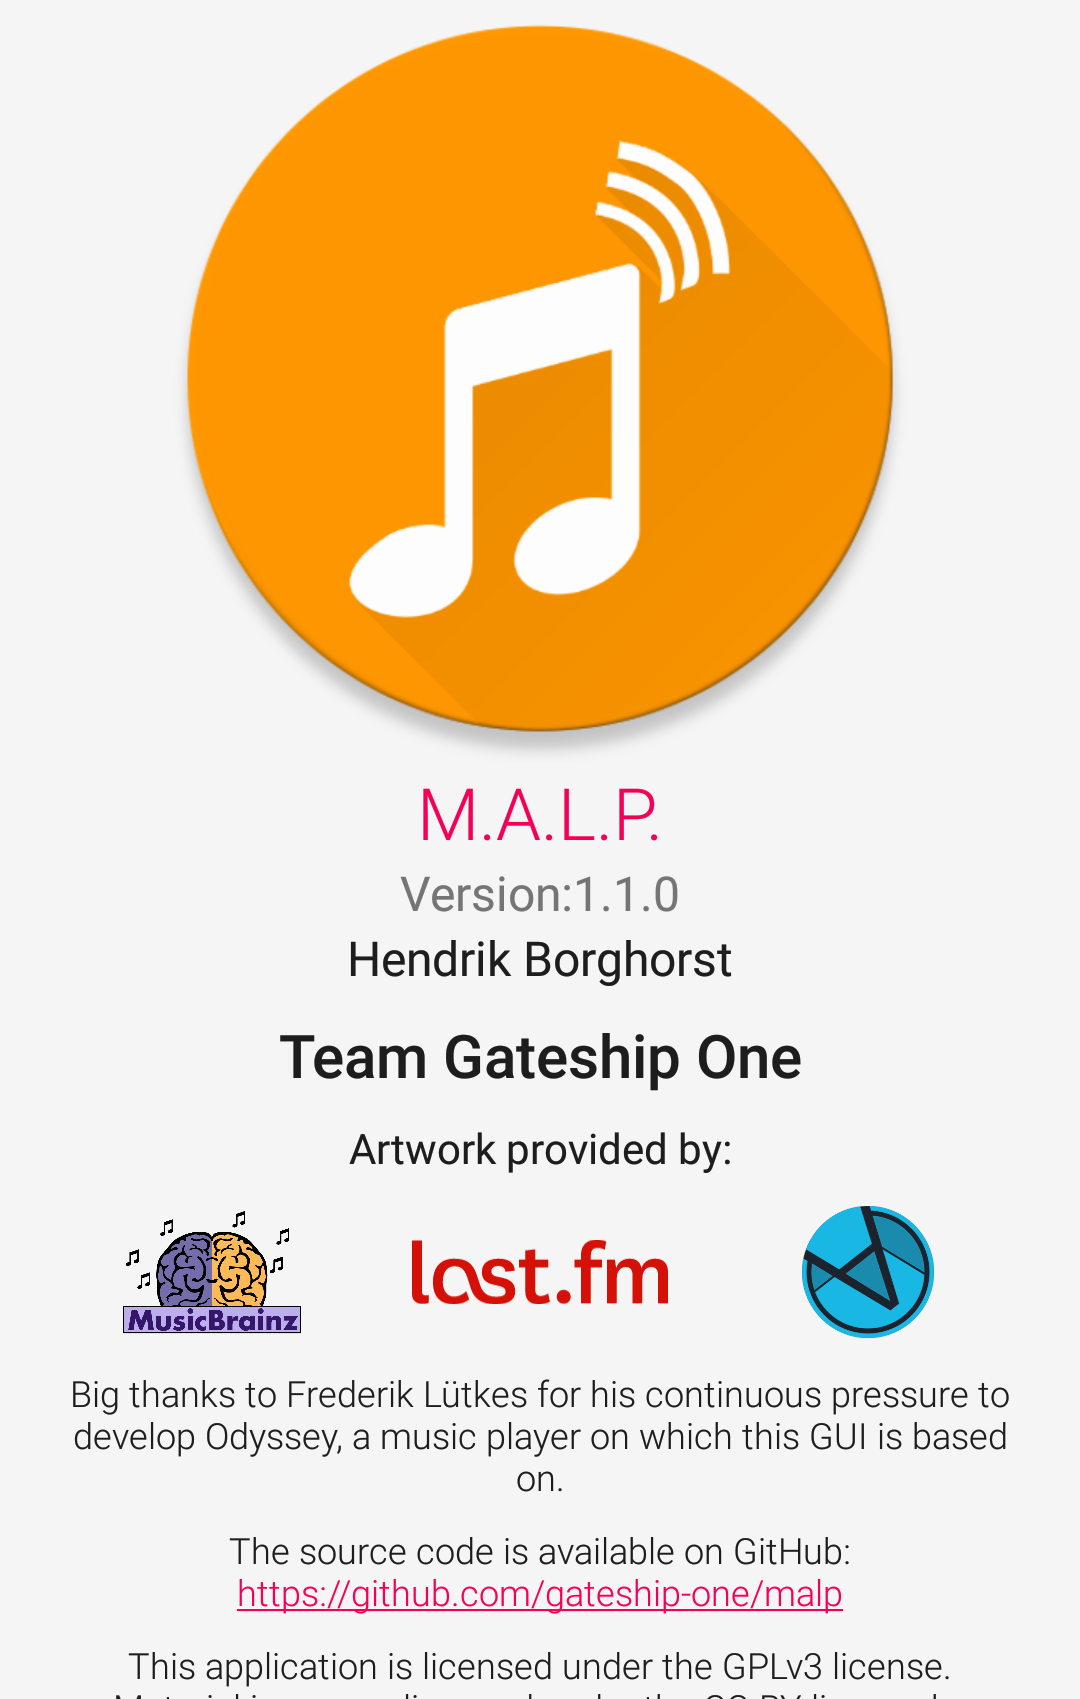 M.A.L.P.
Version:1.1.0
Hendrik Borghorst
Team Gateship One
Artwork provided by:
MusicBrainz
last.fm
Big thanks to Frederik Lütkes for his continuous pressure to
develop Odyssey, a music player on which this GUI is based
on.
The source code is available on GitHub:
https://github.com/gateship-one/malp
This application is licensed under the GPLv3 license.